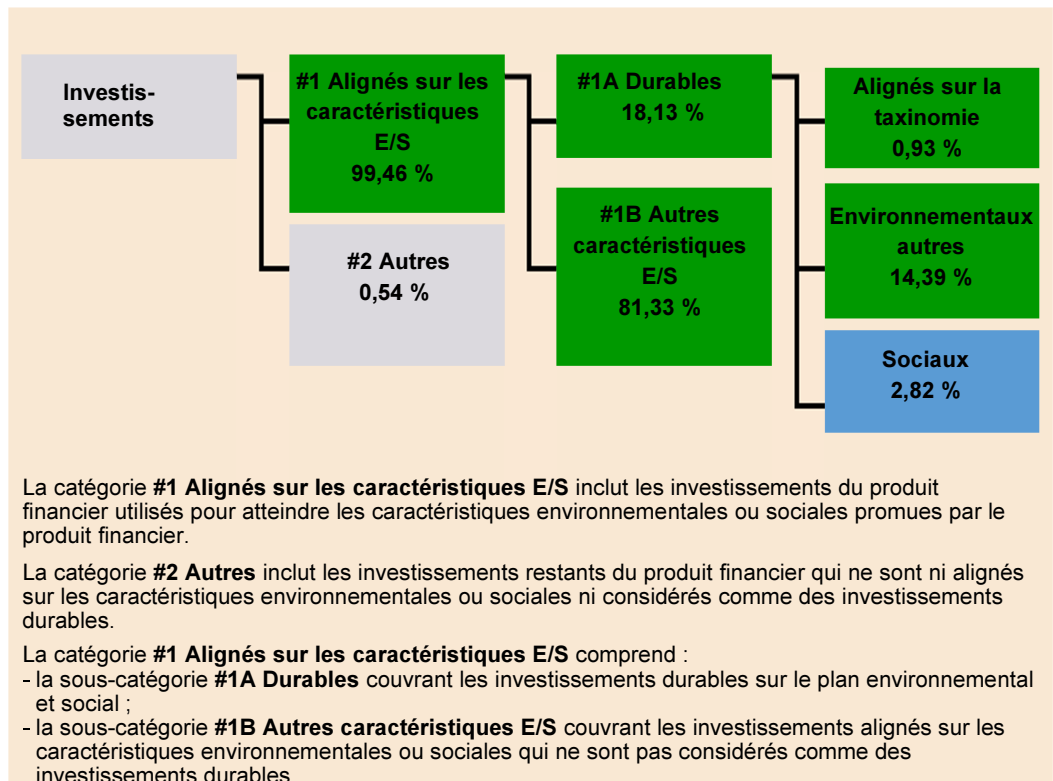 Investis-
sements
#1 Alignés sur les
caractéristiques
E/S
99,46 %
#2 Autres
0,54 %
#1A Durables
18,13 %
#1B Autres
caractéristiques
E/S
81,33 %
Alignés sur la
taxinomie
0,93 %
Environnementaux
autres
14,39 %
Sociaux
2,82 %
La catégorie #1 Alignés sur les caractéristiques E/S inclut les investissements du produit
financier utilisés pour atteindre les caractéristiques environnementales ou sociales promues par le
produit financier.
La catégorie #2 Autres inclut les investissements restants du produit financier qui ne sont ni alignés
sur les caractéristiques environnementales ou sociales ni considérés comme des investissements
durables.
La catégorie #1 Alignés sur les caractéristiques E/S comprend :
- la sous-catégorie #1A Durables couvrant les investissements durables sur le plan environnemental
et social ;
- la sous-catégorie #1B Autres caractéristiques E/S couvrant les investissements alignés sur les
caractéristiques environnementales ou sociales qui ne sont pas considérés comme des
investissements durables